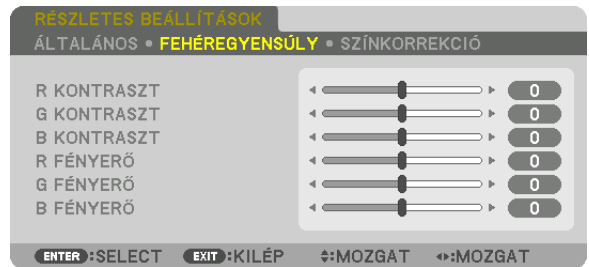 RÉSZLETES BEÁLLÍTÁSOK
ÁLTALÁNOS • FEHÉREGYENSÚLY • SZÍNKORREKCIÓ
R KONTRASZT 0
G KONTRASZT 0
B KONTRASZT 0
R FÉNYERŐ 0
G FÉNYERŐ 0
B FÉNYERŐ 0
ENTER:SELECT EXIT:KILÉP :MOZGAT :MOZGAT